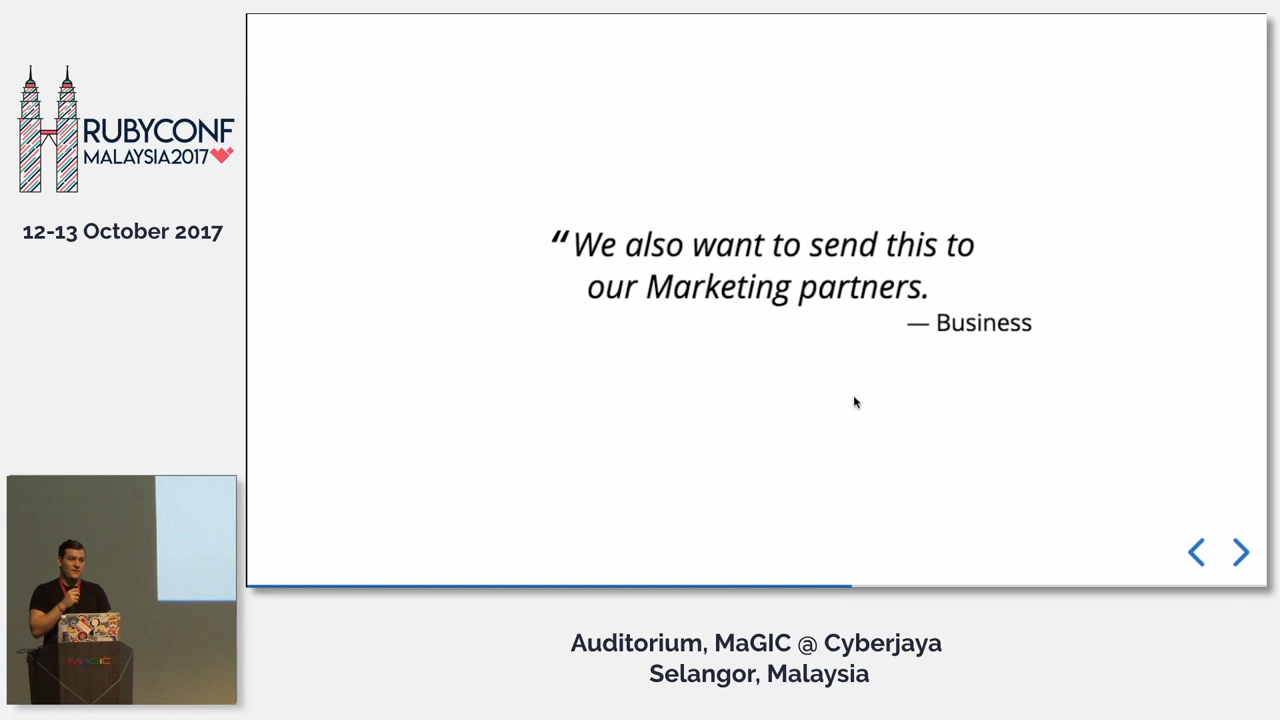 RUBYCONF
MALAYSIA2017
12-13 October 2017
“We also want to send this to
our Marketing partners.
— Business
MaGIC
Auditorium, MaGIC @ Cyberjaya
Selangor, Malaysia